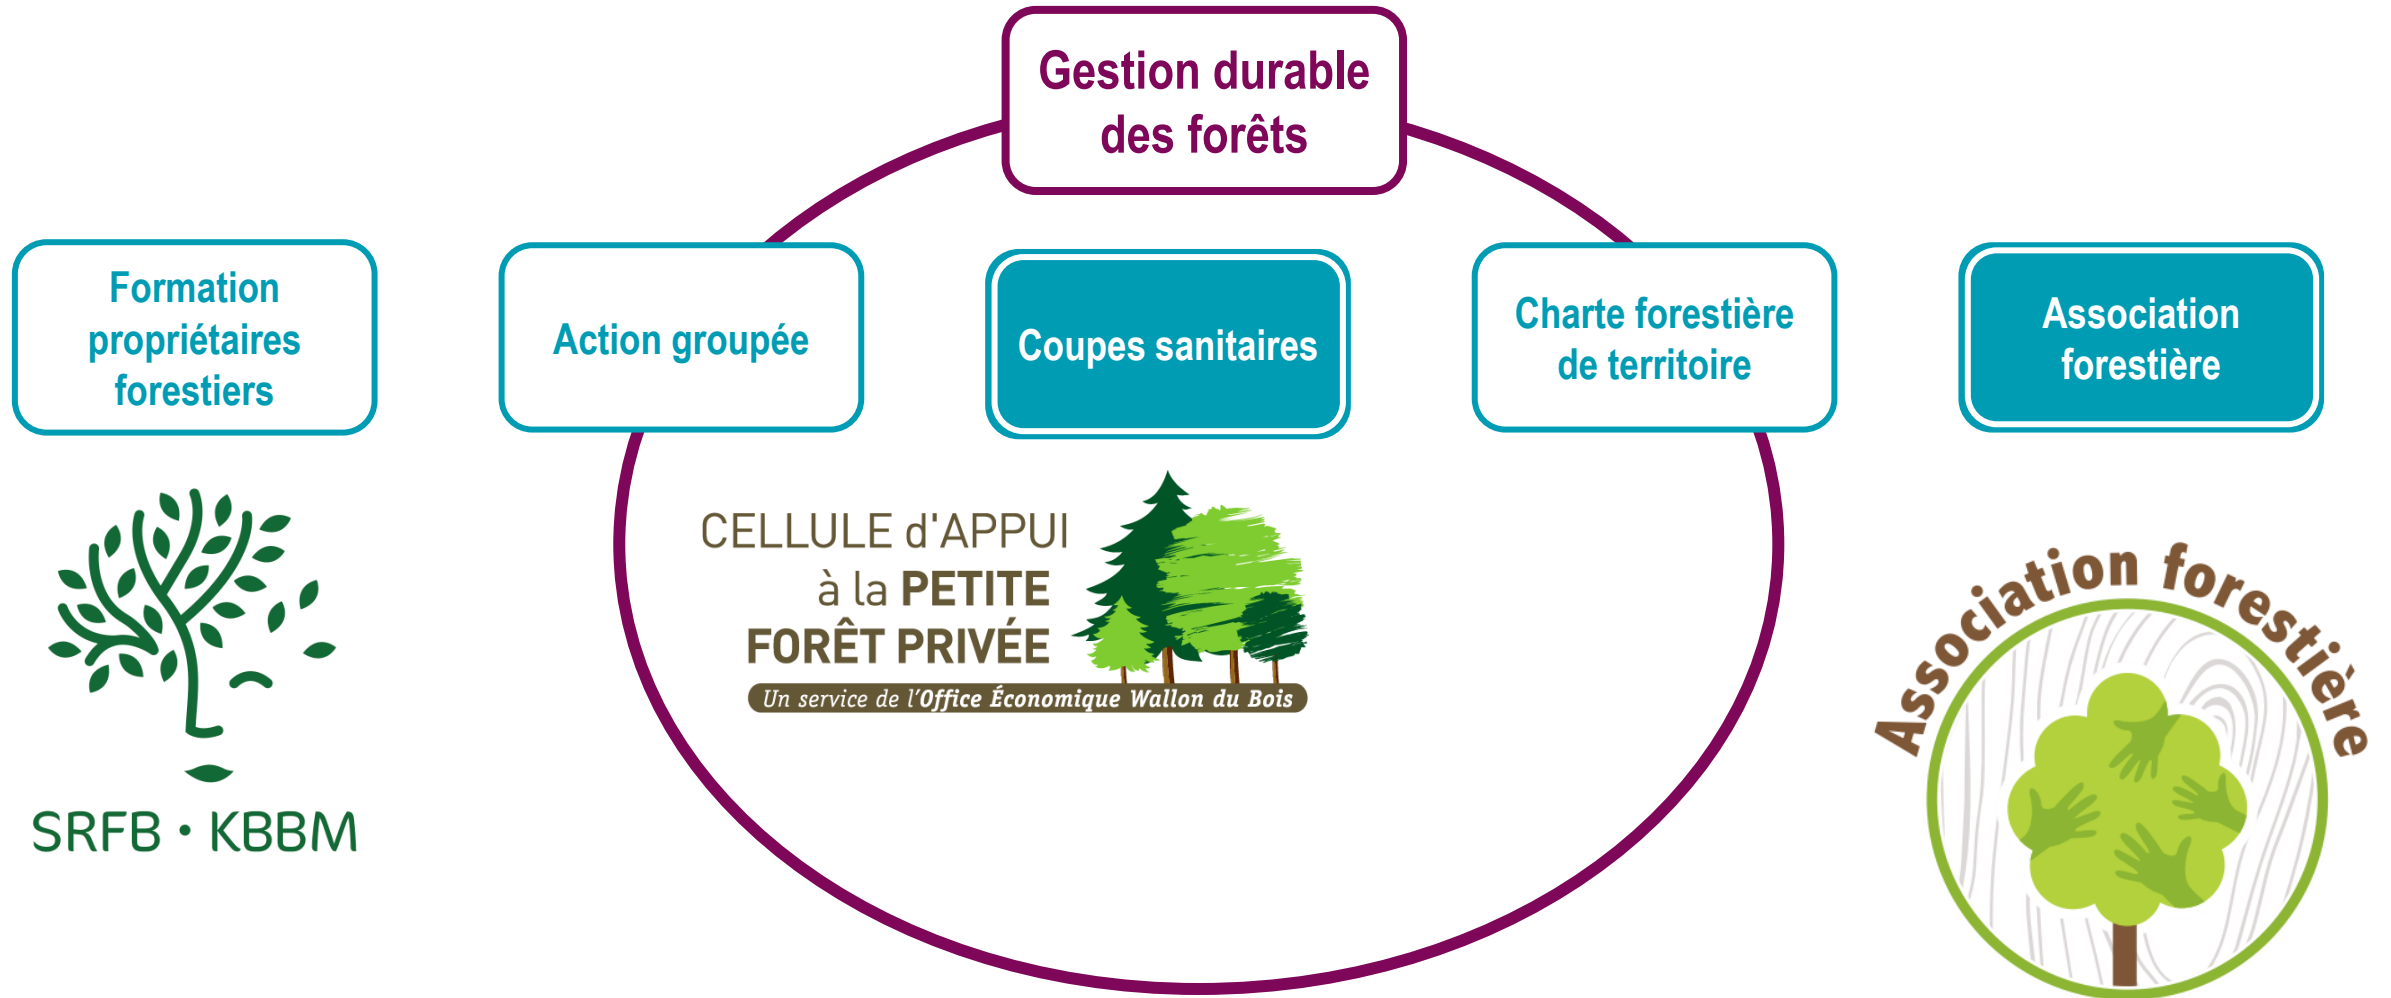 Gestion durable
des forêts
Formation
propriétaires
forestiers
Action groupée
Coupes sanitaires
Charte forestière
de territoire
Association
forestière
SRFB • KBBM
CELLULE d'APPUI
à la PETITE
FORÊT PRIVÉE
Un service de l'Office Économique Wallon du Bois
Association forestière